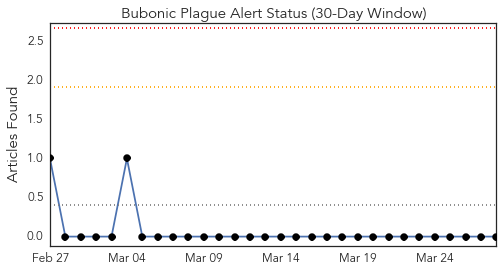 Bubonic Plague Alert Status (30-Day Window)
Articles Found
2.5
2.0
1.5
1.0
0.5
0.0
Feb 27 Mar 04 Mar 09 Mar 14 Mar 19 Mar 24